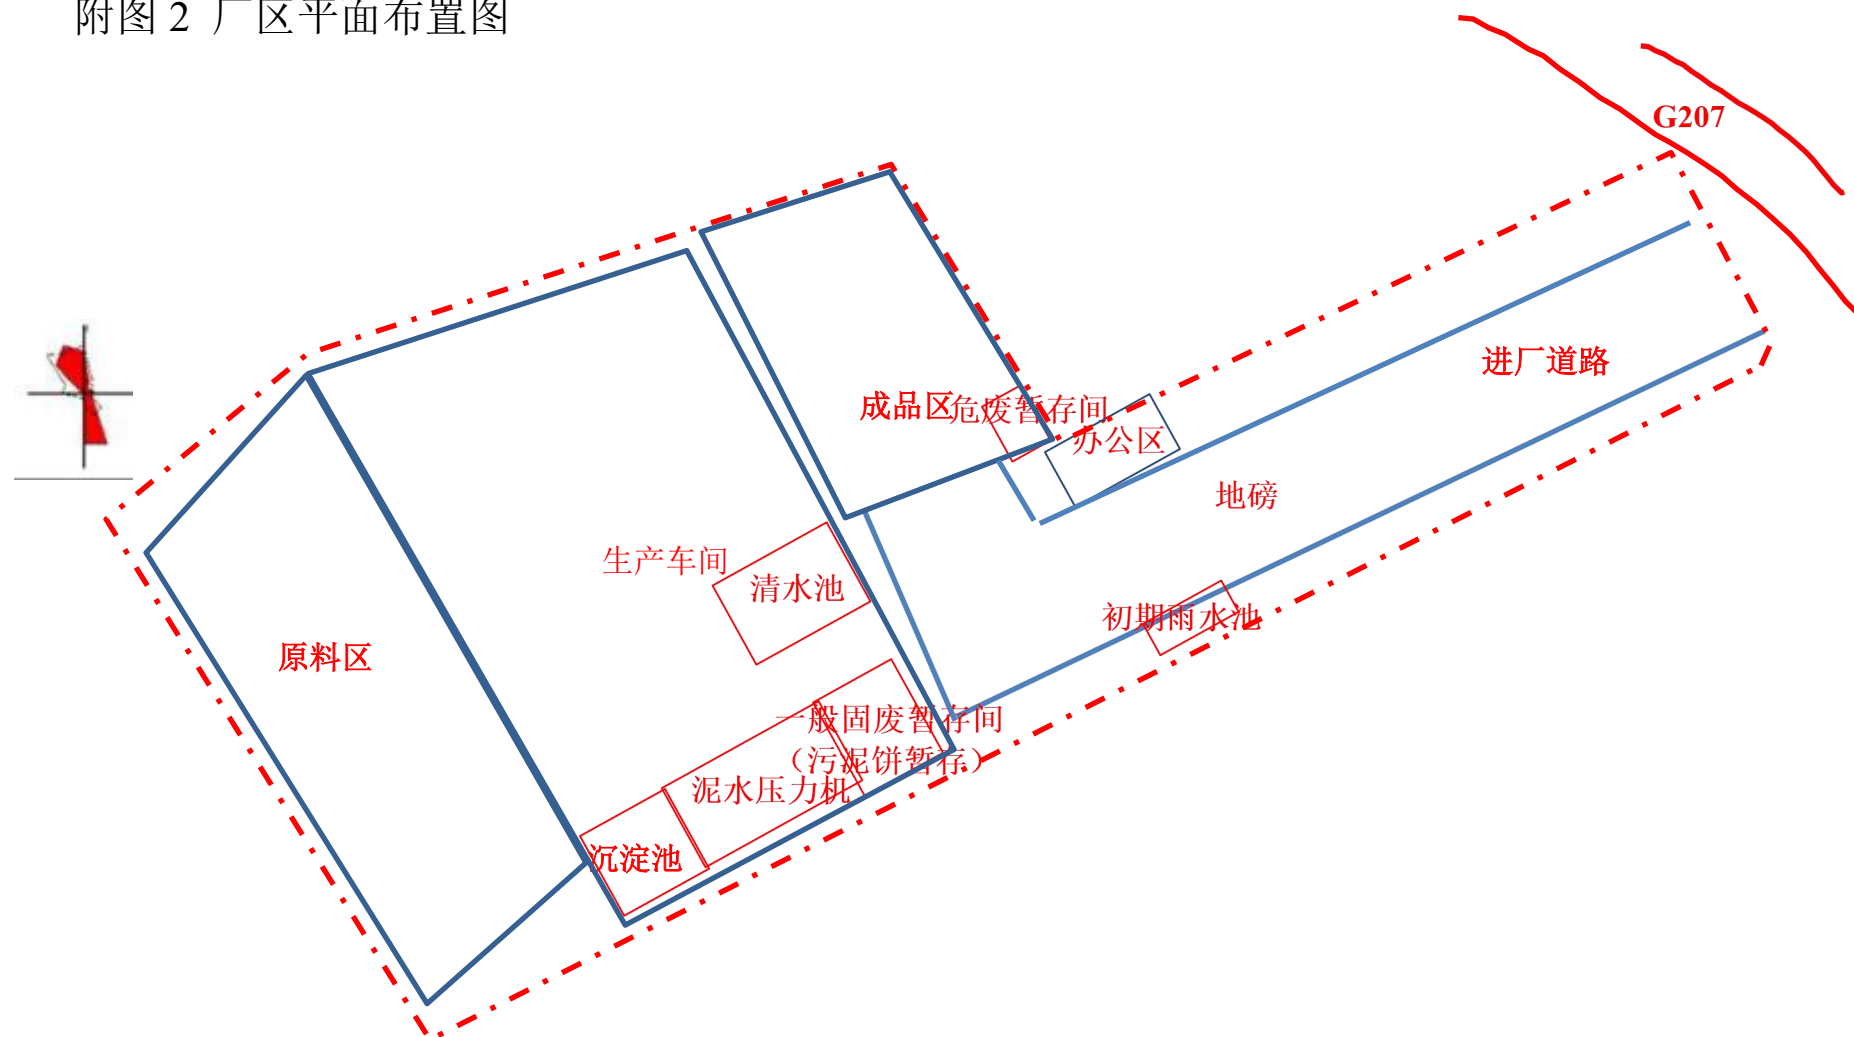 附图 2 厂区平面布置图
G207
进厂道路
成品区
危废暂存间
办公区
地磅
生产车间
清水池
初期雨水池
原料区
一般固废暂存间
（污泥饼暂存）
泥水压力机
沉淀池